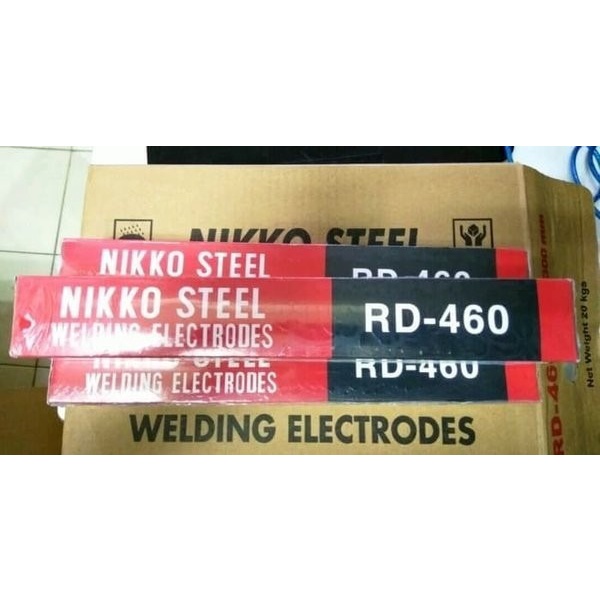 NIKKO STEEL
NIKKO STEEL
RD-460
NIKKO STEEL
WELDING ELECTRODES
RD-460
NIKKO STEEL
WELDING ELECTRODES
RD-460
WELDING ELECTRODES
RD-46
Net Weight 20 kgs
mm